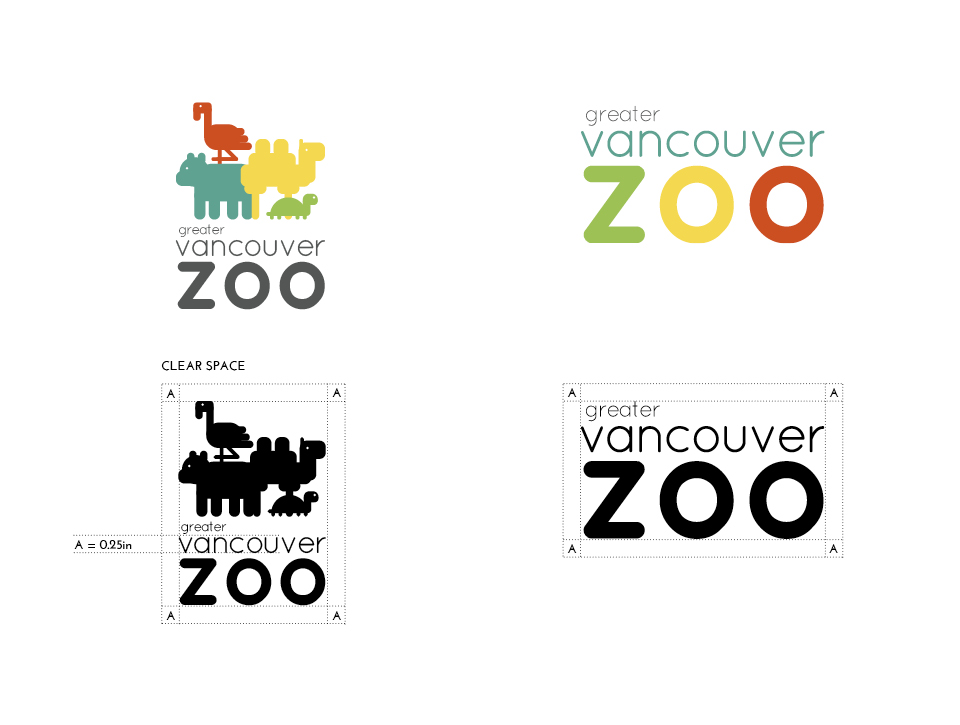 greater
vancouver
ZOO
greater
vancouver
ZOO
CLEAR SPACE
A
A
greater
A = 0.25in
vancouver
ZOO
A
A
A
A
greater
vancouver
ZOO
A
A